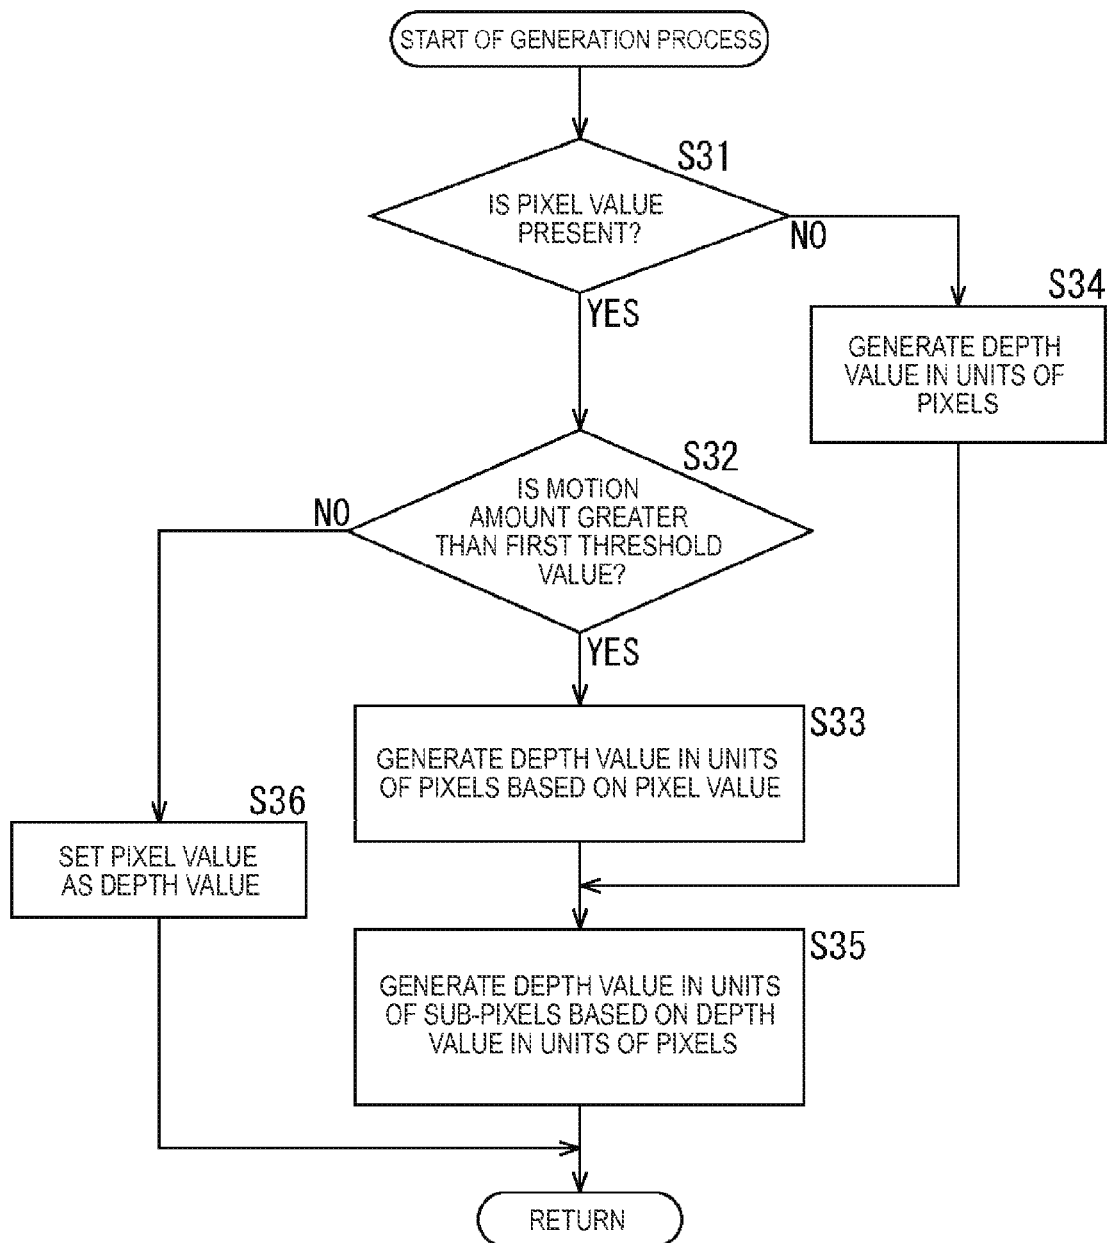 START OF GENERATION PROCESS
S31
IS PIXEL VALUE
PRESENT?
NO
YES
S34
GENERATE DEPTH
VALUE IN UNITS OF
PIXELS
S32
IS MOTION
AMOUNT GREATER
THAN FIRST THRESHOLD
VALUE?
NO
YES
S33
GENERATE DEPTH VALUE IN UNITS
OF PIXELS BASED ON PIXEL VALUE
S36
SET PIXEL VALUE
AS DEPTH VALUE
S35
GENERATE DEPTH VALUE IN UNITS
OF SUB-PIXELS BASED ON DEPTH
VALUE IN UNITS OF PIXELS
RETURN